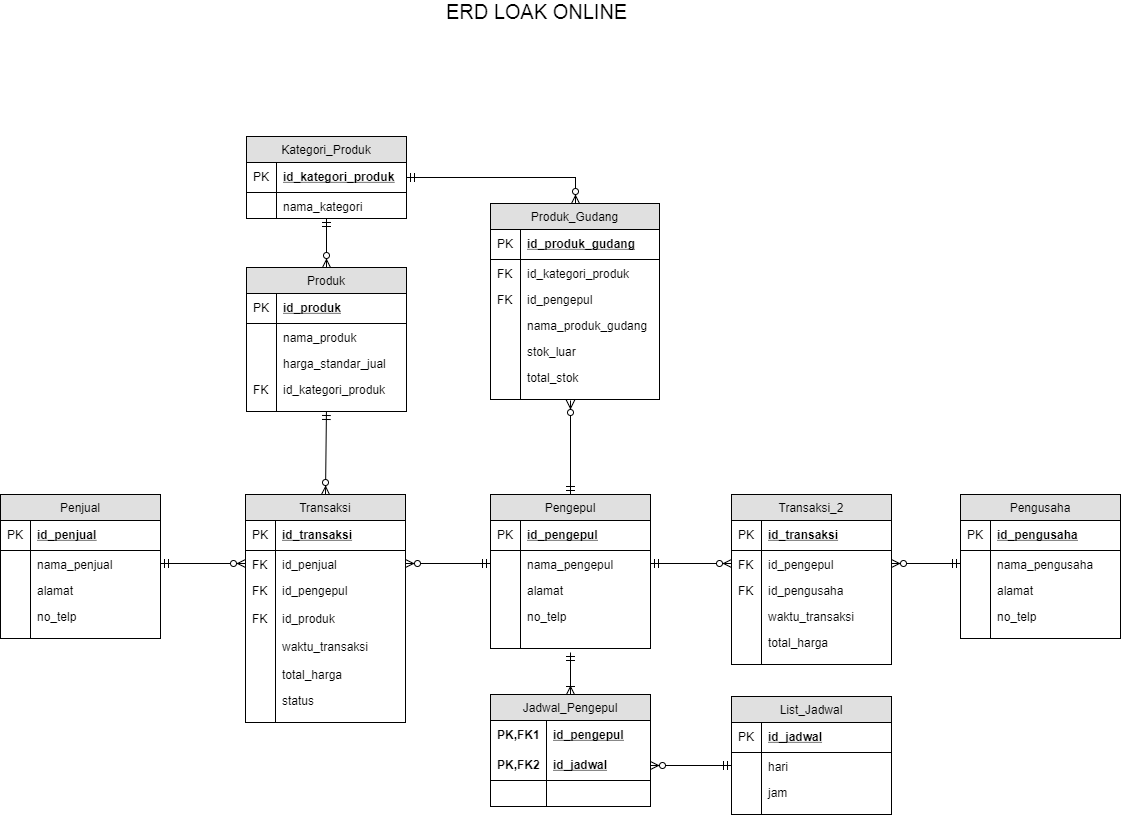 ERD LOAK ONLINE
Kategori_Produk
PK id_kategori_produk
nama_kategori
Produk_Gudang
PK id_produk_gudang
FK id_kategori_produk
FK id_pengepul
nama_produk_gudang
stok_luar
total_stok
Produk
PK id_produk
nama_produk
harga_standar_jual
FK id_kategori_produk
Penjual
PK id_penjual
nama_penjual
alamat
no_telp
Transaksi
PK id_transaksi
FK id_penjual
FK id_pengepul
FK id_produk
waktu_transaksi
total_harga
status
Pengepul
PK id_pengepul
nama_pengepul
alamat
no_telp
Transaksi_2
PK id_transaksi
FK id_pengepul
FK id_pengusaha
waktu_transaksi
total_harga
Pengusaha
PK id_pengusaha
nama_pengusaha
alamat
no_telp
Jadwal_Pengepul
PK,FK1 id_pengepul
PK,FK2 id_jadwal
List_Jadwal
PK id_jadwal
hari
jam